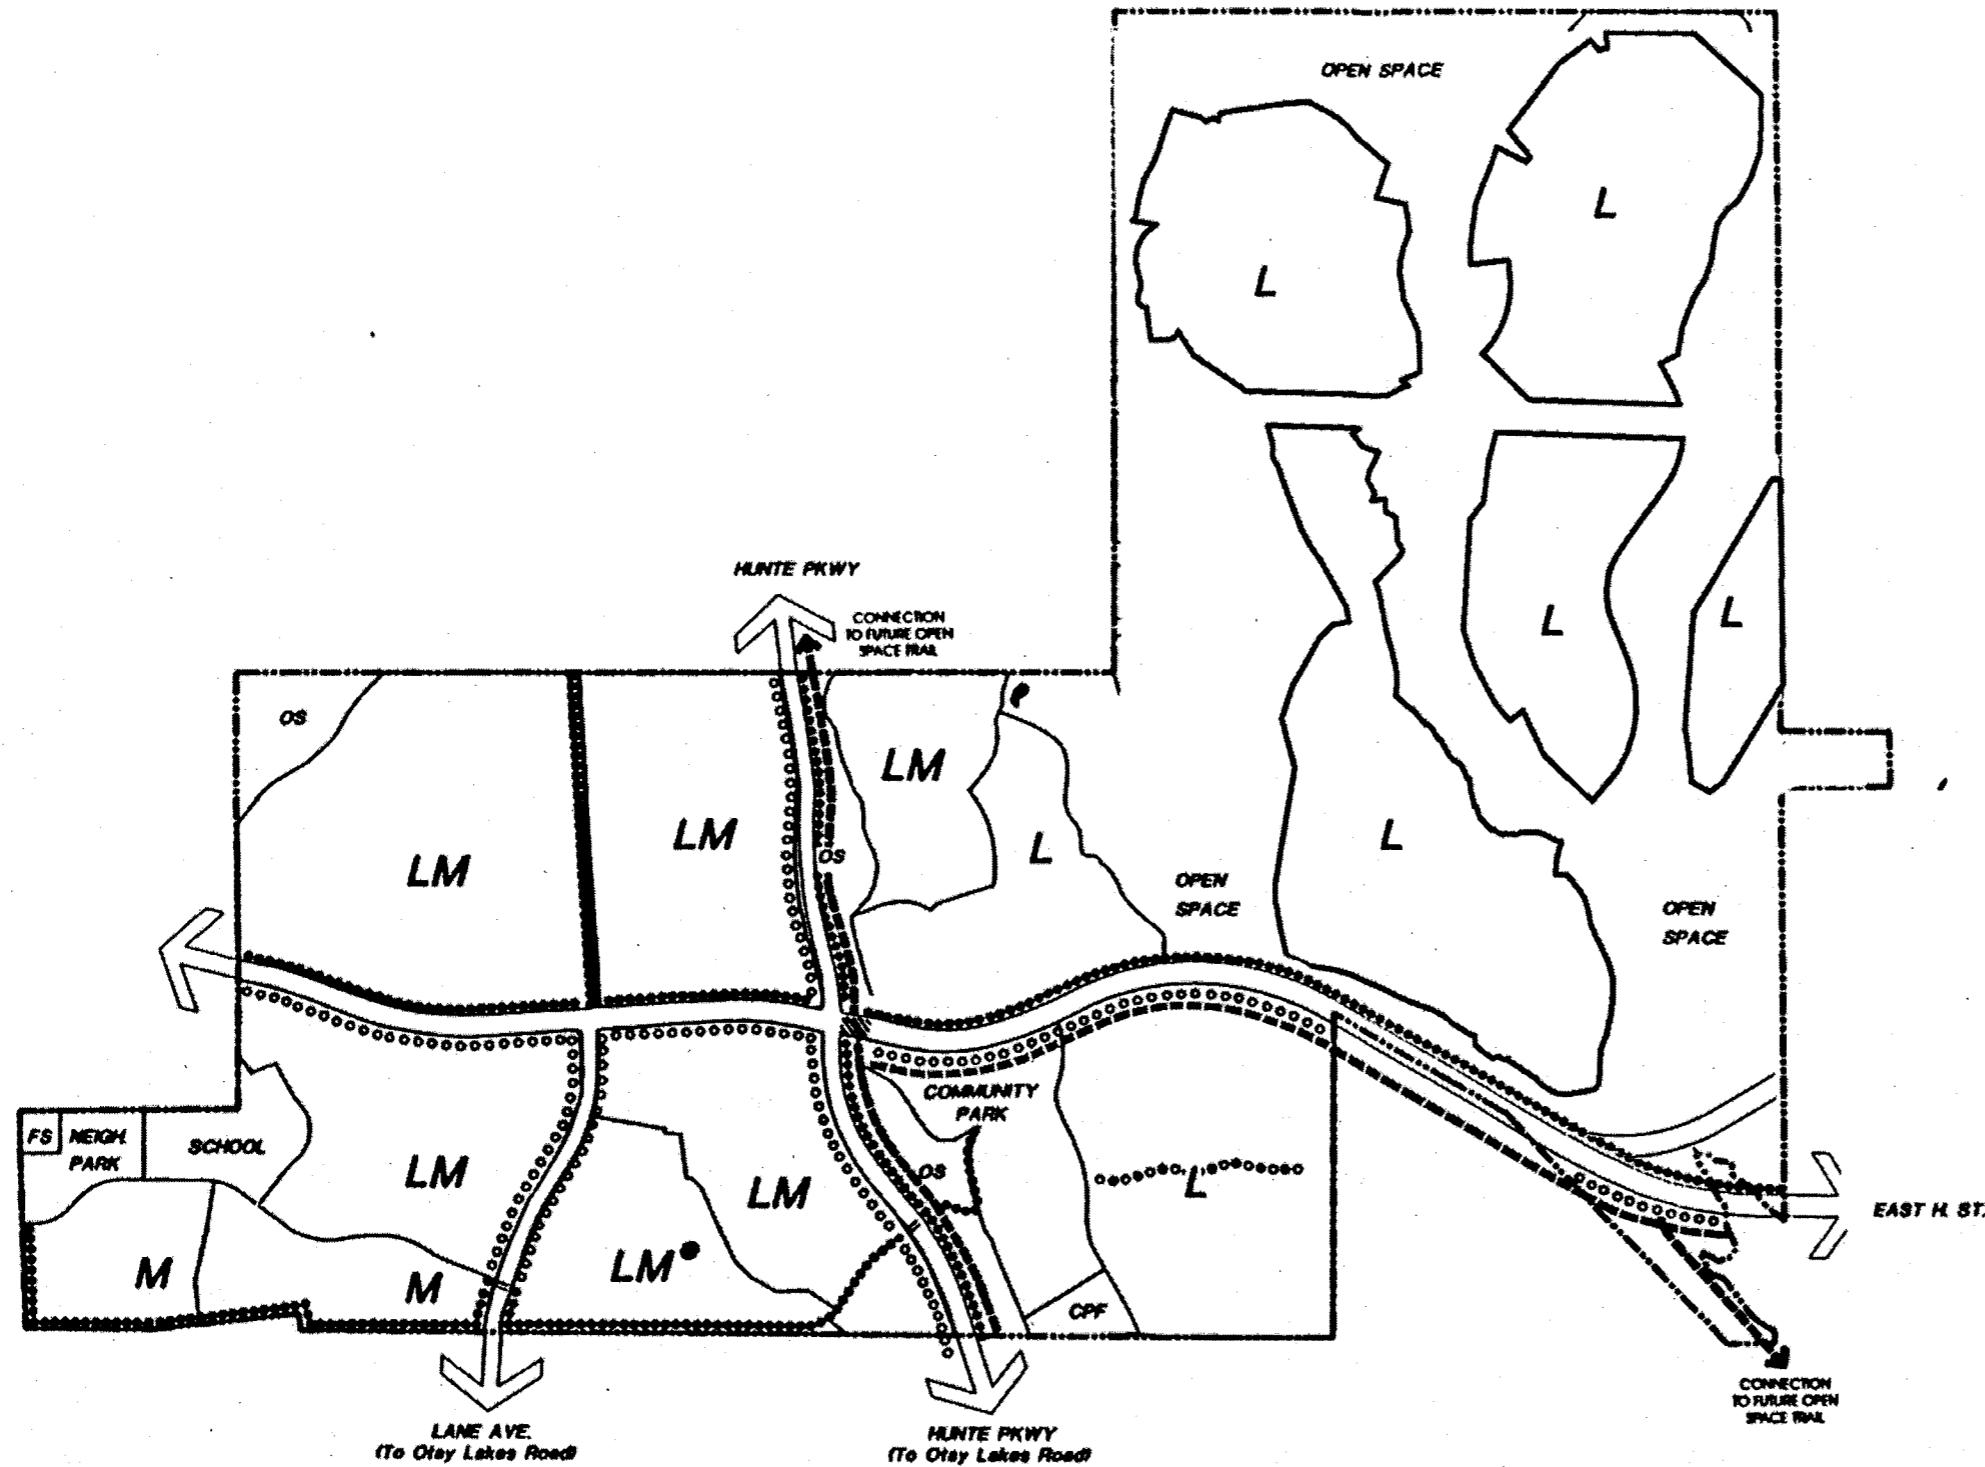 OPEN SPACE
L
L
HUNTE PKWY
CONNECTION
TO FUTURE OPEN
SPACE TRAIL
L
L
OS
LM
LM
LM
L
L
OS
OPEN
SPACE
OPEN
SPACE
COMMUNITY
PARK
FS
NEIGH.
PARK
SCHOOL
LM
LM
OS
L
EAST H. ST.
M
M
LM
CPF
CONNECTION
TO FUTURE OPEN
SPACE TRAIL
LANE AVE.
(To Otay Lakes Road)
HUNTE PKWY
(To Otay Lakes Road)